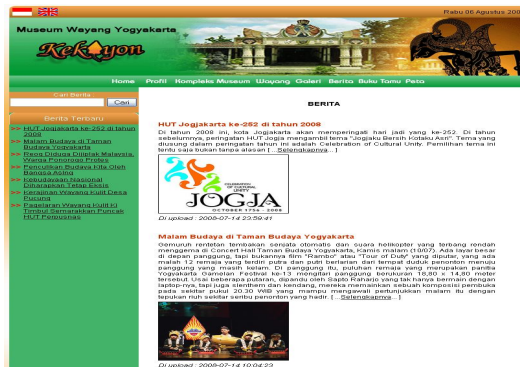 Rabu 06 Agustus 200
Museum Wayang Yogyakarta
Kekayon
Home Profil Kompleks Museum Wayang Galeri Berita Buku Tamu Peta
Cari Berita :
Cari
Berita Terbaru
>> HUT Jogjakarta ke-252 di tahun
2008
>> Malam Budaya di Taman
Budaya Yogyakarta
>> Reog Diduga Dijiplak Malaysia,
Warga Ponorogo Protes
>> Penculikan Budaya Kita Oleh
Bangsa Asing
>> Kebudayaan Nasional
Diharapkan Tetap Eksis
>> Kerajinan Wayang Kulit Desa
Pucung
>> Pagelaran Wayang Kulit Ki
Timbul Semarakkan Puncak
HUT Perpusnas
BERITA
HUT Jogjakarta ke-252 di tahun 2008
Di tahun 2008 ini, kota Jogjakarta akan memperingati hari jadi yang ke-252. Di tahun
sebelumnya, peringatan HUT Jogja mengambil tema "Jogjaku Bersih Kotaku Asri". Tema yang
diusung dalam peringatan tahun ini adalah Celebration of Cultural Unity. Pemilihan tema ini
tentu saja bukan tanpa alasan [ ...Selengkapnya... ]
CELEBRATION
OF CULTURAL
UNITY
JOGJA
OCTOBER 1756 - 2008
Di upload : 2008-07-14 23:59:41
Malam Budaya di Taman Budaya Yogyakarta
Gemuruh rentetan tembakan senjata otomatis dan suara helikopter yang terbang rendah
menggema di Concert Hall Taman Budaya Yogyakarta, Kamis malam (10/07). Ada layar besar
di depan panggung, tapi bukannya film "Rambo" atau "Tour of Duty" yang diputar, yang ada
malah 12 remaja yang terdiri putra dan putri berlarian dari tempat duduk penonton menuju
panggung yang masih kelam. Di panggung itu, puluhan remaja yang merupakan panitia
Yogyakarta Gamelan Festival ke-13 mengitari panggung berukuran 18,80 x 14,80 meter
tersebut. Usai beberapa putaran, dipandu oleh Sapto Raharjo yang tak hanya bermain dengan
laptop-nya, tapi juga slenthem dan kendang, mereka memainkan sebuah komposisi pembuka
pada sekitar pukul 20.30 WIB yang mampu mengawali pertunjukkan malam itu dengan
tepukan riuh sekitar seribu penonton yang hadir. [ ...Selengkapnya... ]
Di upload : 2008-07-14 10:04:23